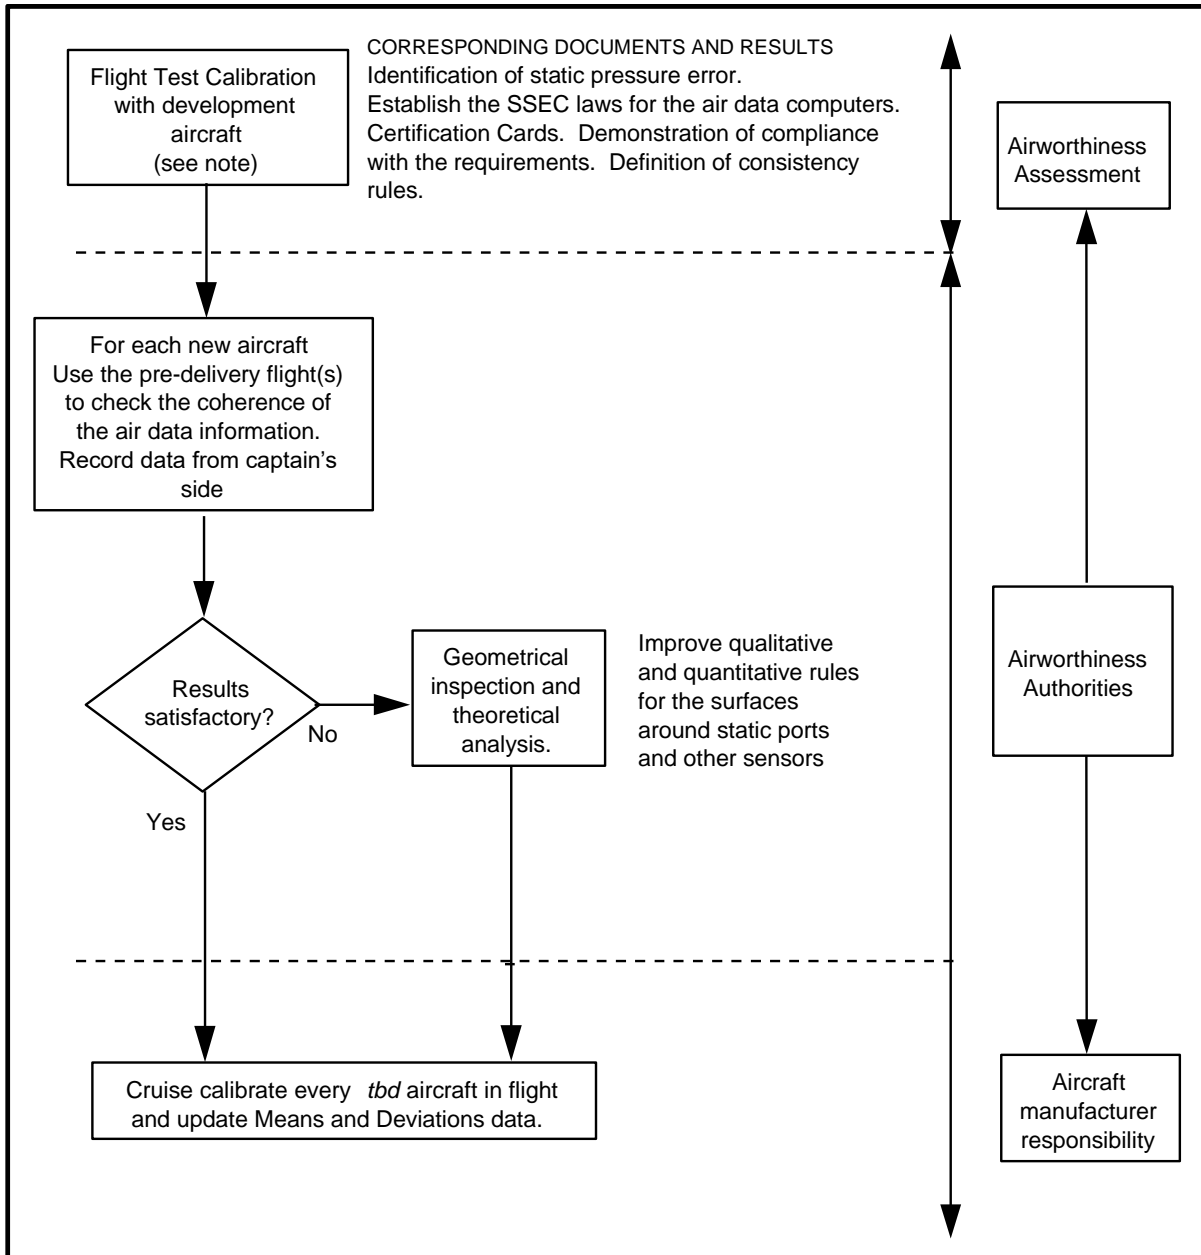 CORRESPONDING DOCUMENTS AND RESULTS
Identification of static pressure error.
Establish the SSEC laws for the air data computers.
Certification Cards.  Demonstration of compliance
with the requirements.  Definition of consistency
rules.
Flight Test Calibration
with development
aircraft
(see note)
Airworthiness
Assessment
For each new aircraft
Use the pre-delivery flight(s)
to check the coherence of
the air data information.
Record data from captain's
side
Results
satisfactory?
No
Yes
Geometrical
inspection and
theoretical
analysis.
Improve qualitative
and quantitative rules
for the surfaces
around static ports
and other sensors
Airworthiness
Authorities
Cruise calibrate every tbd aircraft in flight
and update Means and Deviations data.
Aircraft
manufacturer
responsibility